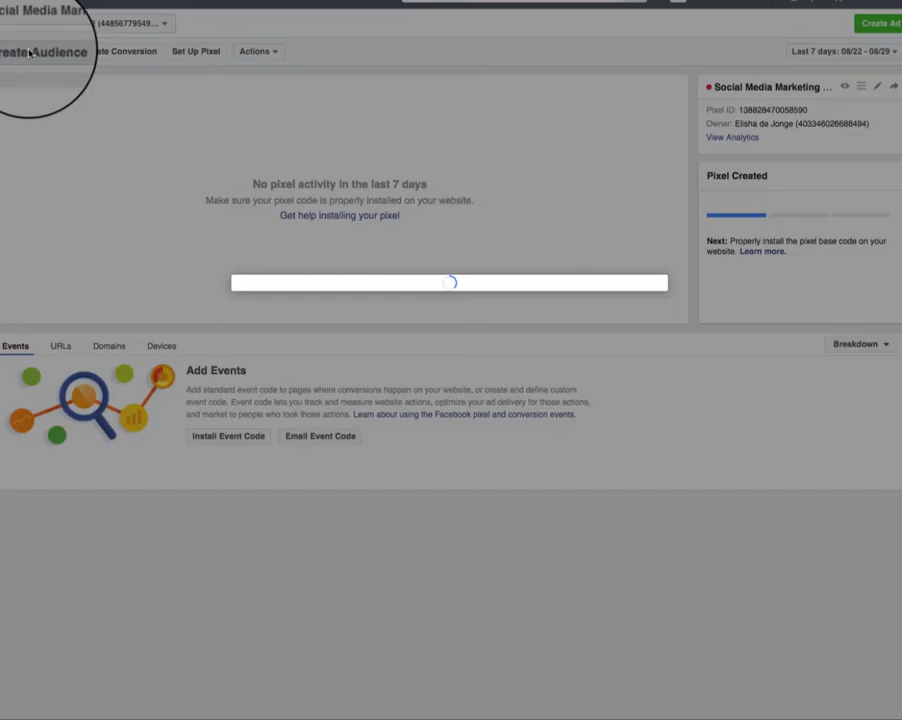 cial Media Mar
(44856779549...
Create Ad
reate Audience
ate Conversion
Set Up Pixel
Actions
Last 7 days: 08/22 - 08/29
Social Media Marketing ...
Pixel ID: 138828470058590
Owner: Elisha de Jonge (403346026688494)
View Analytics
No pixel activity in the last 7 days
Make sure your pixel code is properly installed on your website.
Get help installing your pixel
Pixel Created
Next: Properly install the pixel base code on your
website. Learn more.
Events
URLs
Domains
Devices
Breakdown
Add Events
Add standard event code to pages where conversions happen on your website, or create and define custom
event code. Event code lets you track and measure website actions, optimize your ad delivery for those actions,
and market to people who took those actions. Learn about using the Facebook pixel and conversion events.
Install Event Code
Email Event Code